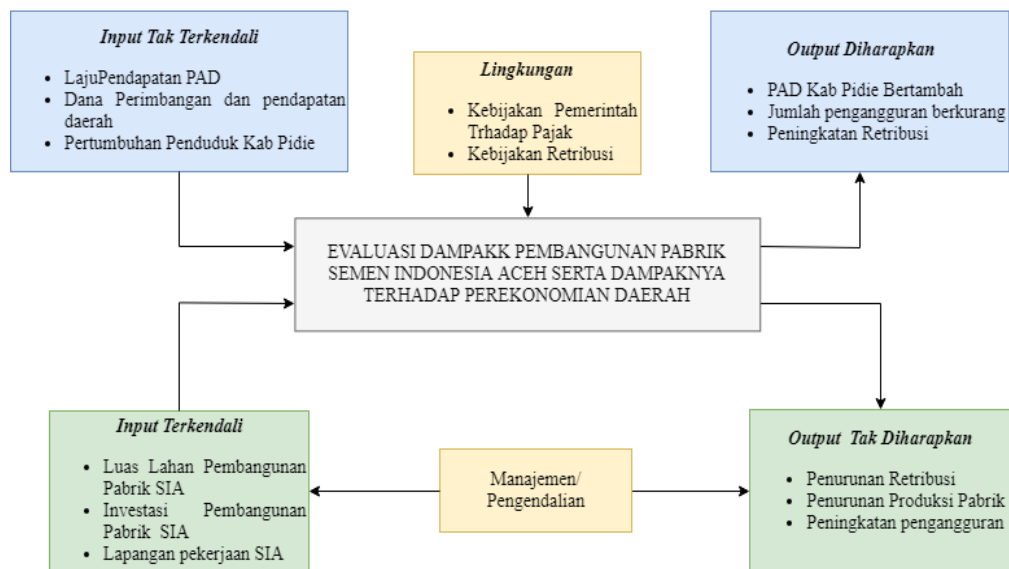 Input Tak Terkendali
• LajuPendapatan PAD
• Dana Perimbangan dan pendapatan
daerah
• Pertumbuhan Penduduk Kab Pidie
Lingkungan
• Kebijakan Pemerintah
Trhadap Pajak
• Kebijakan Retribusi
Output Diharapkan
• PAD Kab Pidie Bertambah
• Jumlah pengangguran berkurang
• Peningkatan Retribusi
EVALUASI DAMPAKK PEMBANGUNAN PABRIK
SEMEN INDONESIA ACEH SERTA DAMPAKNYA
TERHADAP PEREKONOMIAN DAERAH
Input Terkendali
• Luas Lahan Pembangunan
Pabrik SIA
• Investasi Pembangunan
Pabrik SIA
• Lapangan pekerjaan SIA
Manajemen/
Pengendalian
Output Tak Diharapkan
• Penurunan Retribusi
• Penurunan Produksi Pabrik
• Peningkatan pengangguran